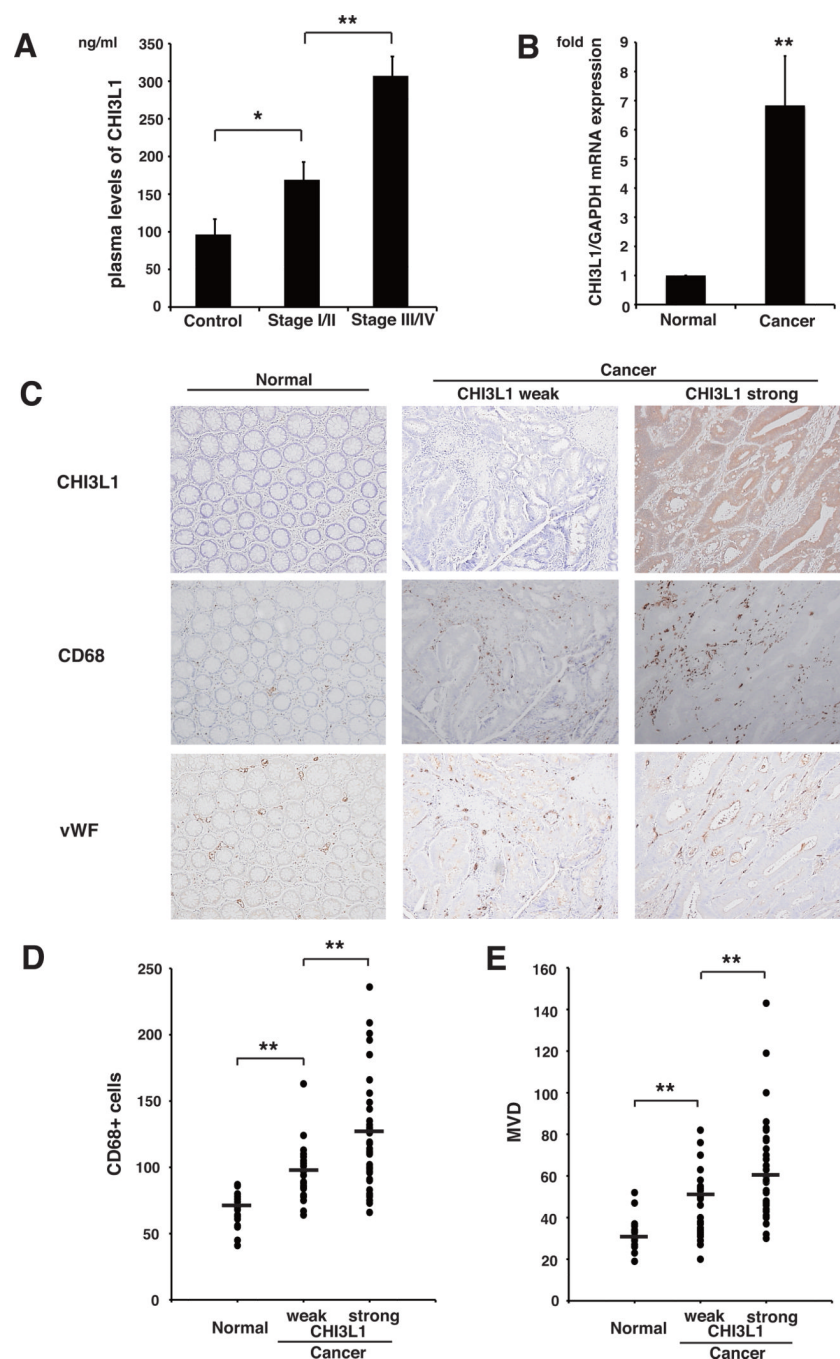 A
ng/ml
plasma levels of CHI3L1
350
300
250
200
150
100
50
0
*
**
Control Stage I/II Stage III/IV
B
fold
CHI3L1/GAPDH mRNA expression
9
8
7
6
5
4
3
2
1
0
**
Normal Cancer
C
Normal
Cancer
CHI3L1 weak CHI3L1 strong
CHI3L1
CD68
vWF
D
CD68+ cells
250
200
150
100
50
0
**
**
Normal weak strong
CHI3L1
Cancer
E
MVD
160
140
120
100
80
60
40
20
0
**
**
Normal weak strong
CHI3L1
Cancer